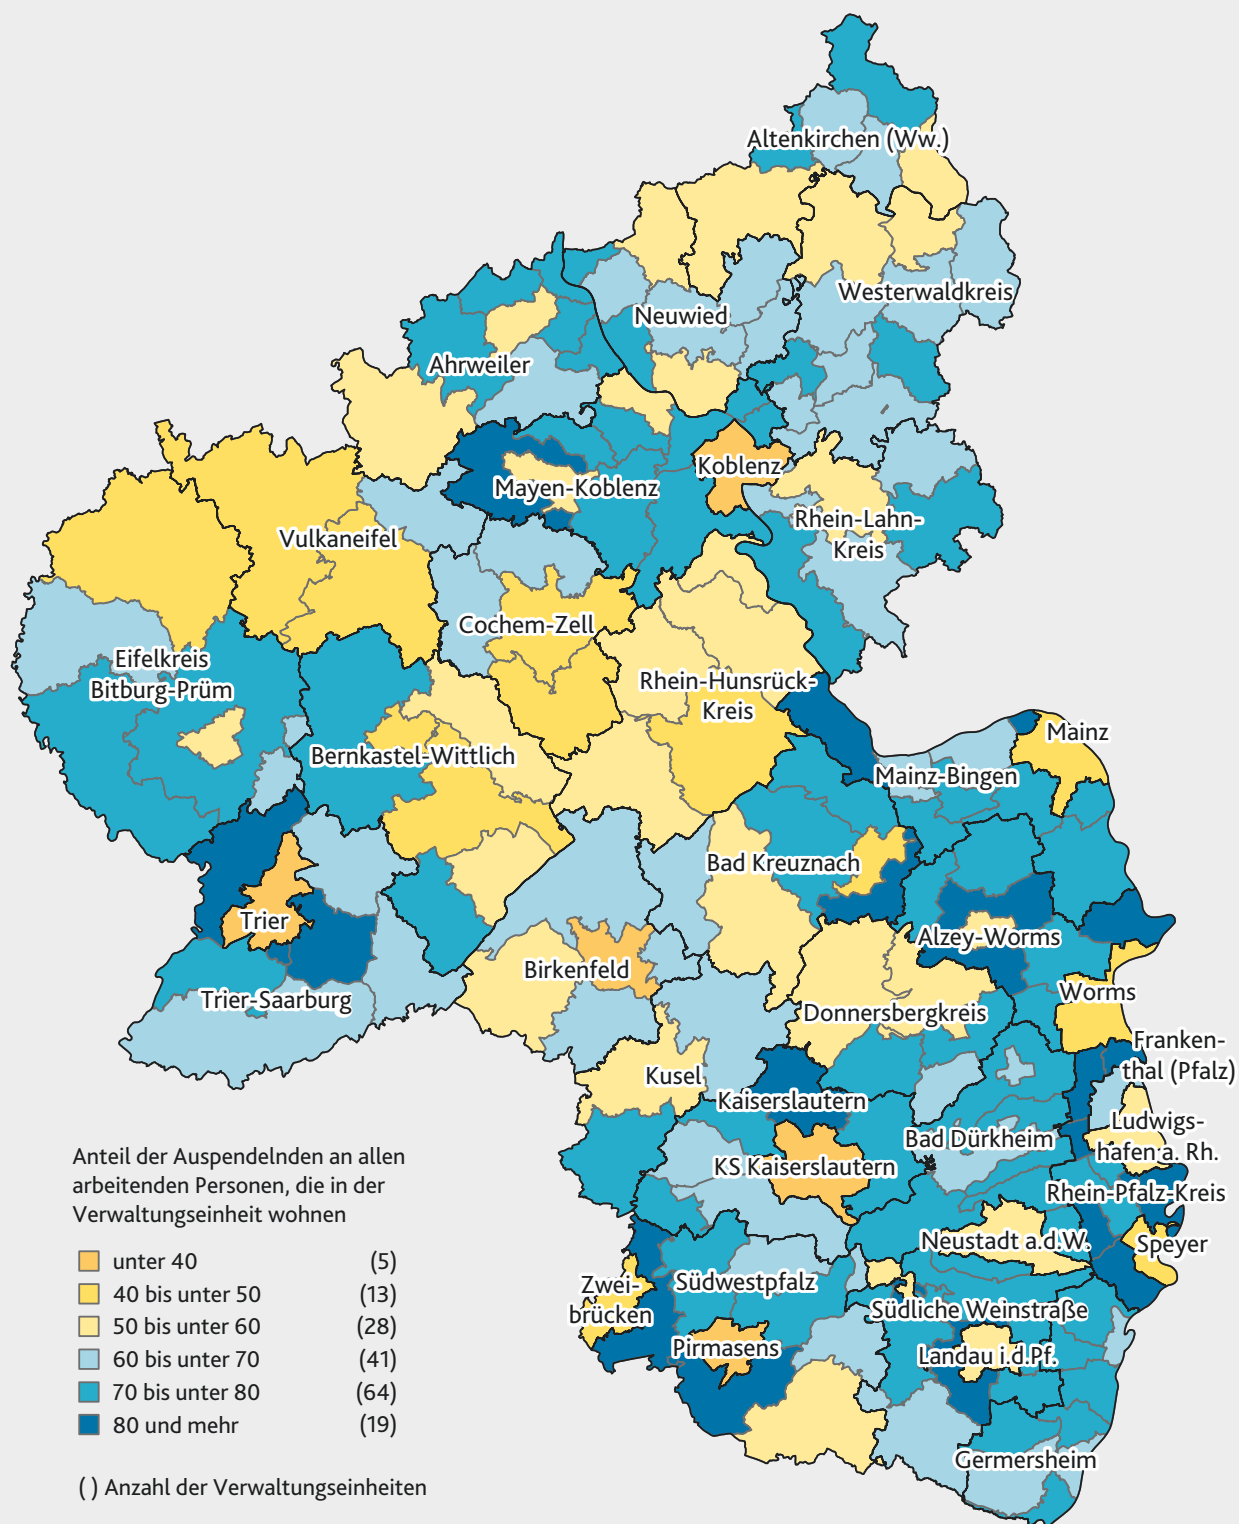 Altenkirchen (Ww.)
Westerwaldkreis
Neuwied
Ahrweiler
Koblenz
Mayen-Koblenz
Rhein-Lahn-
Kreis
Vulkaneifel
Cochem-Zell
Eifelkreis
Bitburg-Prüm
Rhein-Hunsrück-
Kreis
Mainz
Bernkastel-Wittlich
Mainz-Bingen
Bad Kreuznach
Trier
Alzey-Worms
Birkenfeld
Worms
Trier-Saarburg
Donnersbergkreis
Franken-
thal (Pfalz)
Kusel
Kaiserslautern
Ludwigs-
hafen a. Rh.
Bad Dürkheim
KS Kaiserslautern
Rhein-Pfalz-Kreis
Neustadt a.d.W.
Speyer
Zwei-
brücken
Südwestpfalz
Südliche Weinstraße
Pirmasens
Landau i.d.Pf.
Germersheim
Anteil der Auspendelnden an allen
arbeitenden Personen, die in der
Verwaltungseinheit wohnen
unter 40 (5)
40 bis unter 50 (13)
50 bis unter 60 (28)
60 bis unter 70 (41)
70 bis unter 80 (64)
80 und mehr (19)
( ) Anzahl der Verwaltungseinheiten